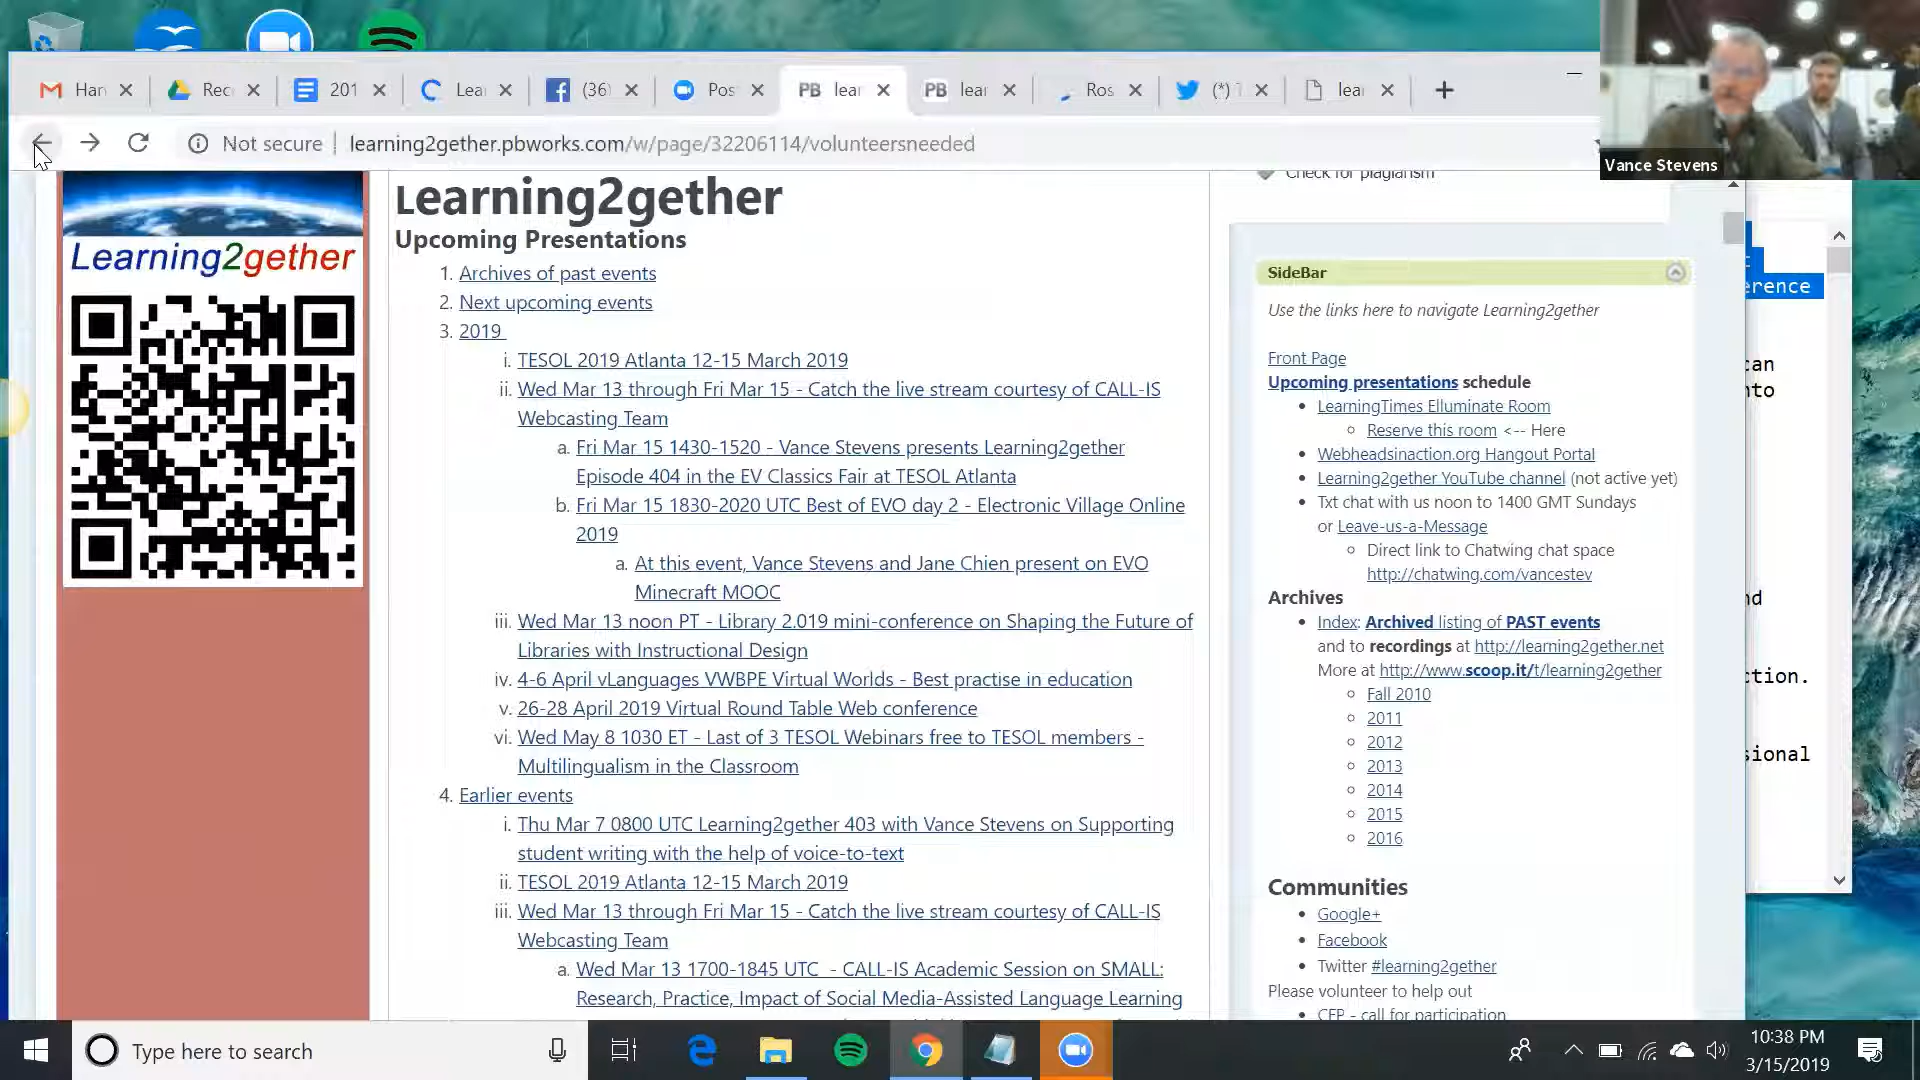 Har
Rec
201
Lear
(36)
Pos
PB lear
PB lear
Ros
(*) T
lear
Not secure
learning2gether.pbworks.com/w/page/32206114/volunteersneeded
Vance Stevens
Learning2gether
Learning2gether
Upcoming Presentations
1. Archives of past events
2. Next upcoming events
3. 2019
i. TESOL 2019 Atlanta 12-15 March 2019
ii. Wed Mar 13 through Fri Mar 15 - Catch the live stream courtesy of CALL-IS
Webcasting Team
a. Fri Mar 15 1430-1520 - Vance Stevens presents Learning2gether
Episode 404 in the EV Classics Fair at TESOL Atlanta
b. Fri Mar 15 1830-2020 UTC Best of EVO day 2 - Electronic Village Online
2019
a. At this event, Vance Stevens and Jane Chien present on EVO
Minecraft MOOC
iii. Wed Mar 13 noon PT - Library 2.019 mini-conference on Shaping the Future of
Libraries with Instructional Design
iv. 4-6 April vLanguages VWBPE Virtual Worlds - Best practise in education
v. 26-28 April 2019 Virtual Round Table Web conference
vi. Wed May 8 1030 ET - Last of 3 TESOL Webinars free to TESOL members -
Multilingualism in the Classroom
4. Earlier events
i. Thu Mar 7 0800 UTC Learning2gether 403 with Vance Stevens on Supporting
student writing with the help of voice-to-text
ii. TESOL 2019 Atlanta 12-15 March 2019
iii. Wed Mar 13 through Fri Mar 15 - Catch the live stream courtesy of CALL-IS
Webcasting Team
a. Wed Mar 13 1700-1845 UTC - CALL-IS Academic Session on SMALL:
Research, Practice, Impact of Social Media-Assisted Language Learning
Check for plagiarism
SideBar
Use the links here to navigate Learning2gether
Front Page
Upcoming presentations schedule
LearningTimes Elluminate Room
Reserve this room <-- Here
Webheadsinaction.org Hangout Portal
Learning2gether YouTube channel (not active yet)
Txt chat with us noon to 1400 GMT Sundays
or Leave-us-a-Message
Direct link to Chatwing chat space
http://chatwing.com/vancestev
Archives
Index: Archived listing of PAST events
and to recordings at http://learning2gether.net
More at http://www.scoop.it/t/learning2gether
Fall 2010
2011
2012
2013
2014
2015
2016
Communities
Google+
Facebook
Twitter #learning2gether
Please volunteer to help out
CFP - call for participation
erence
can
nto
nd
ction.
sional
Type here to search
10:38 PM
3/15/2019